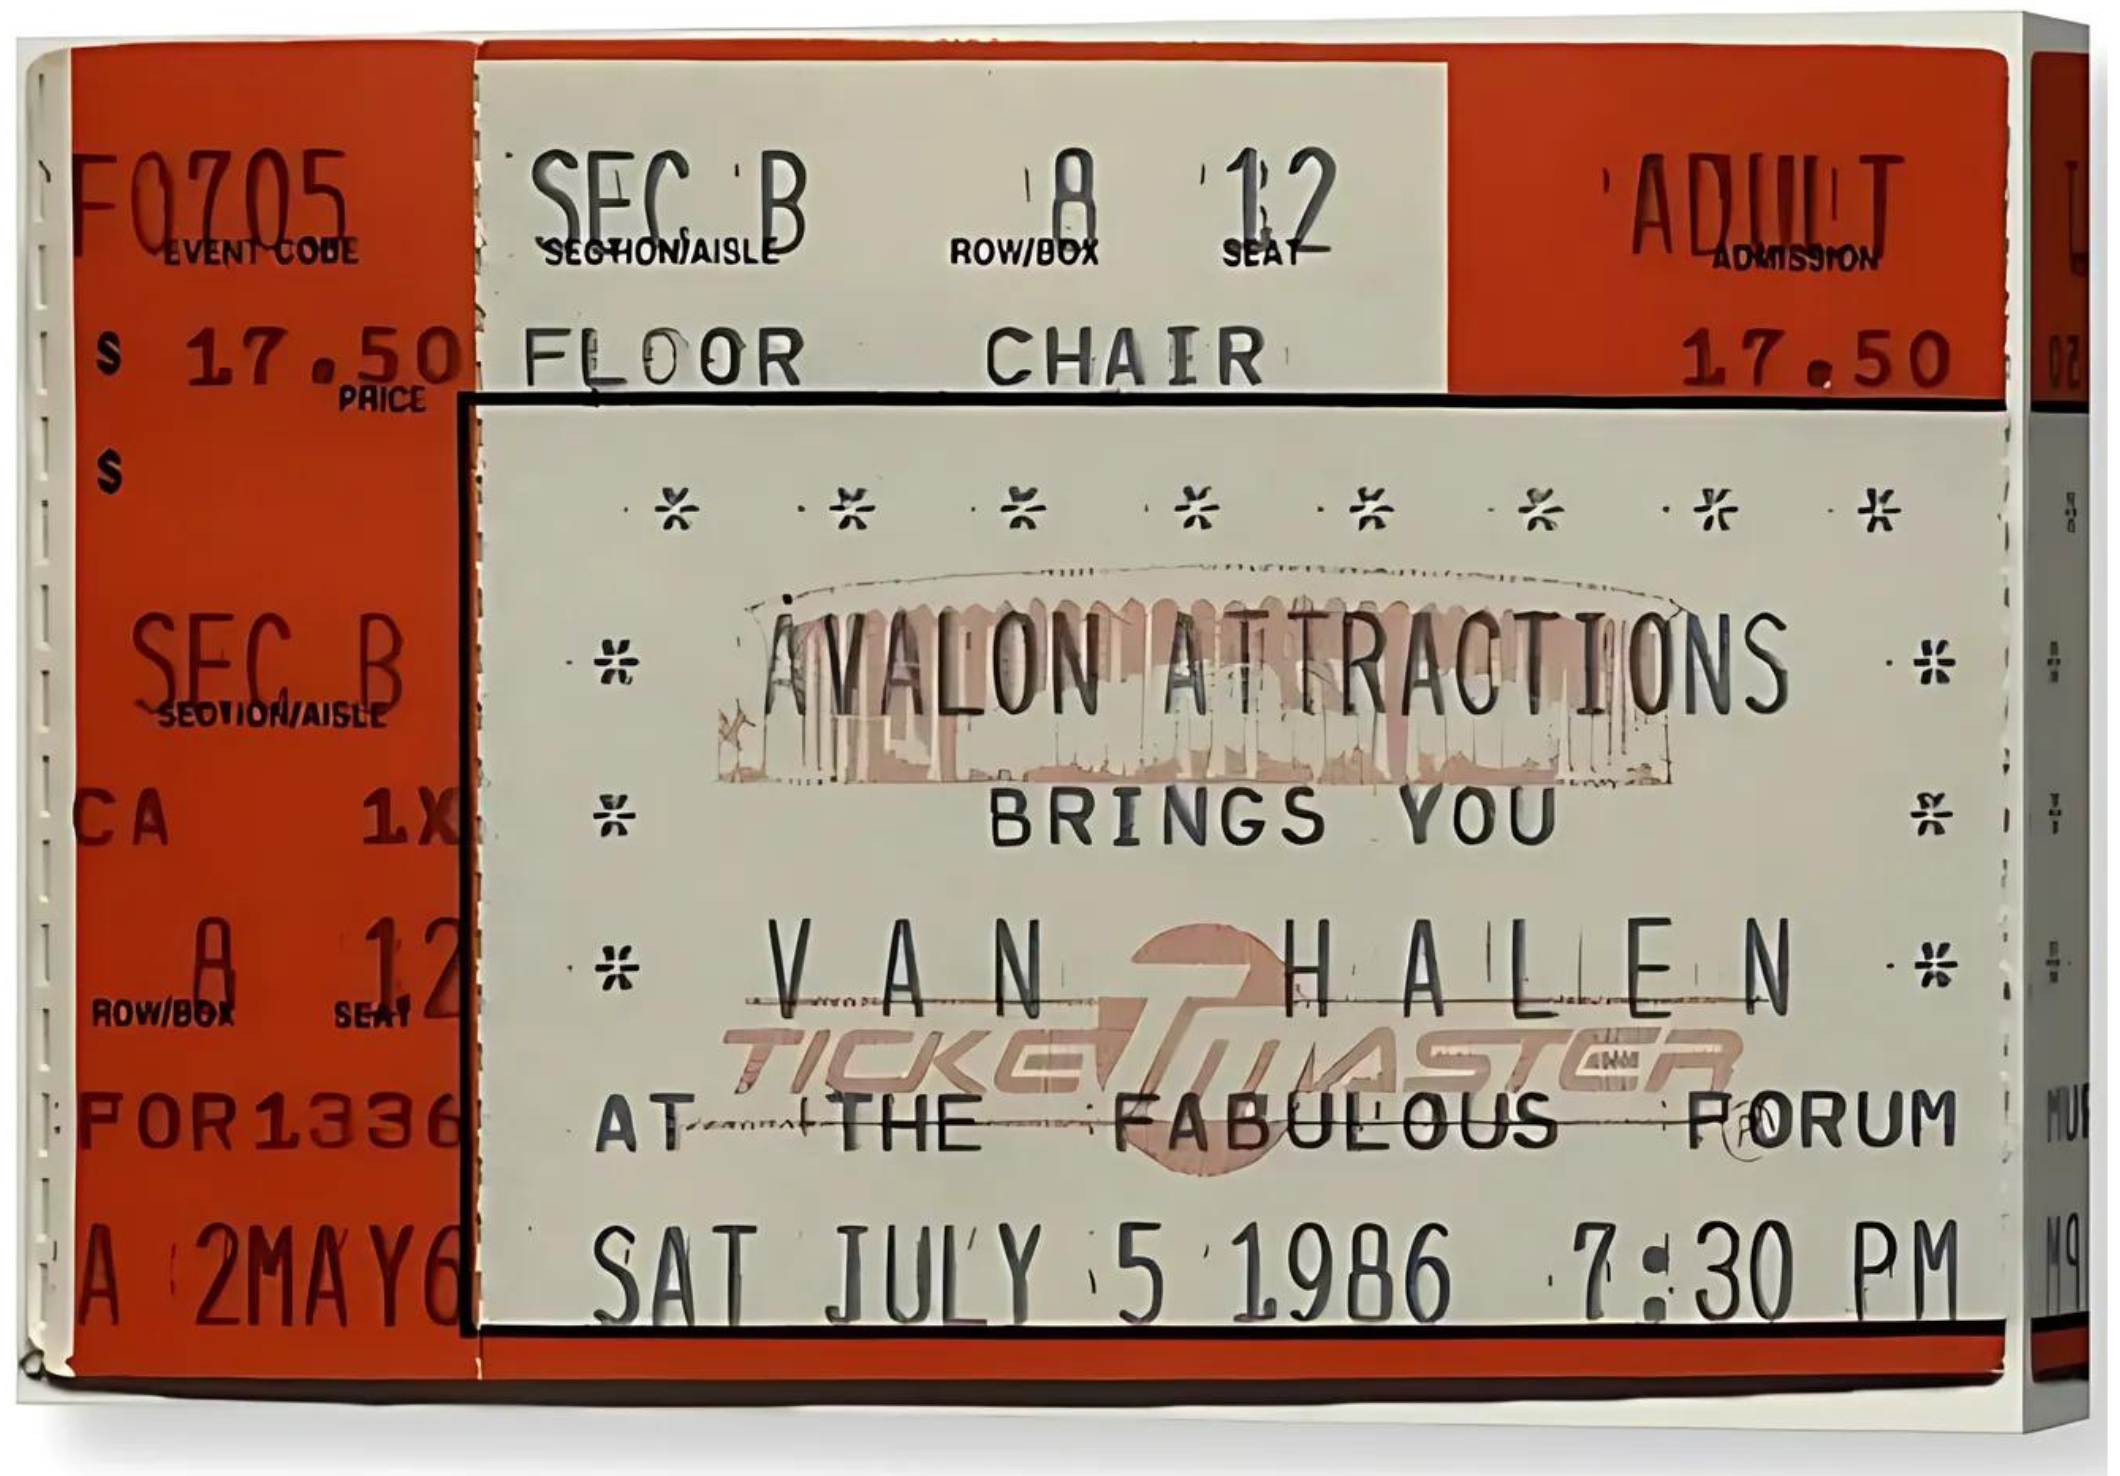 F0705
EVENT CODE
$ 17.50
PRICE
$
SEC B
SECTION/AISLE
CA 1X
8 12
ROW/BOX SEAT
FOR1336
A 2MAY6
SEC B 8 12 ADULT
SECTION/AISLE ROW/BOX SEAT ADMISSION
FLOOR CHAIR 17.50
* * * * * * * *
* AVALON ATTRACTIONS *
* BRINGS YOU *
* VAN HALEN *
TICKETMASTER
AT THE FABULOUS FORUM
SAT JULY 5 1986 7:30 PM